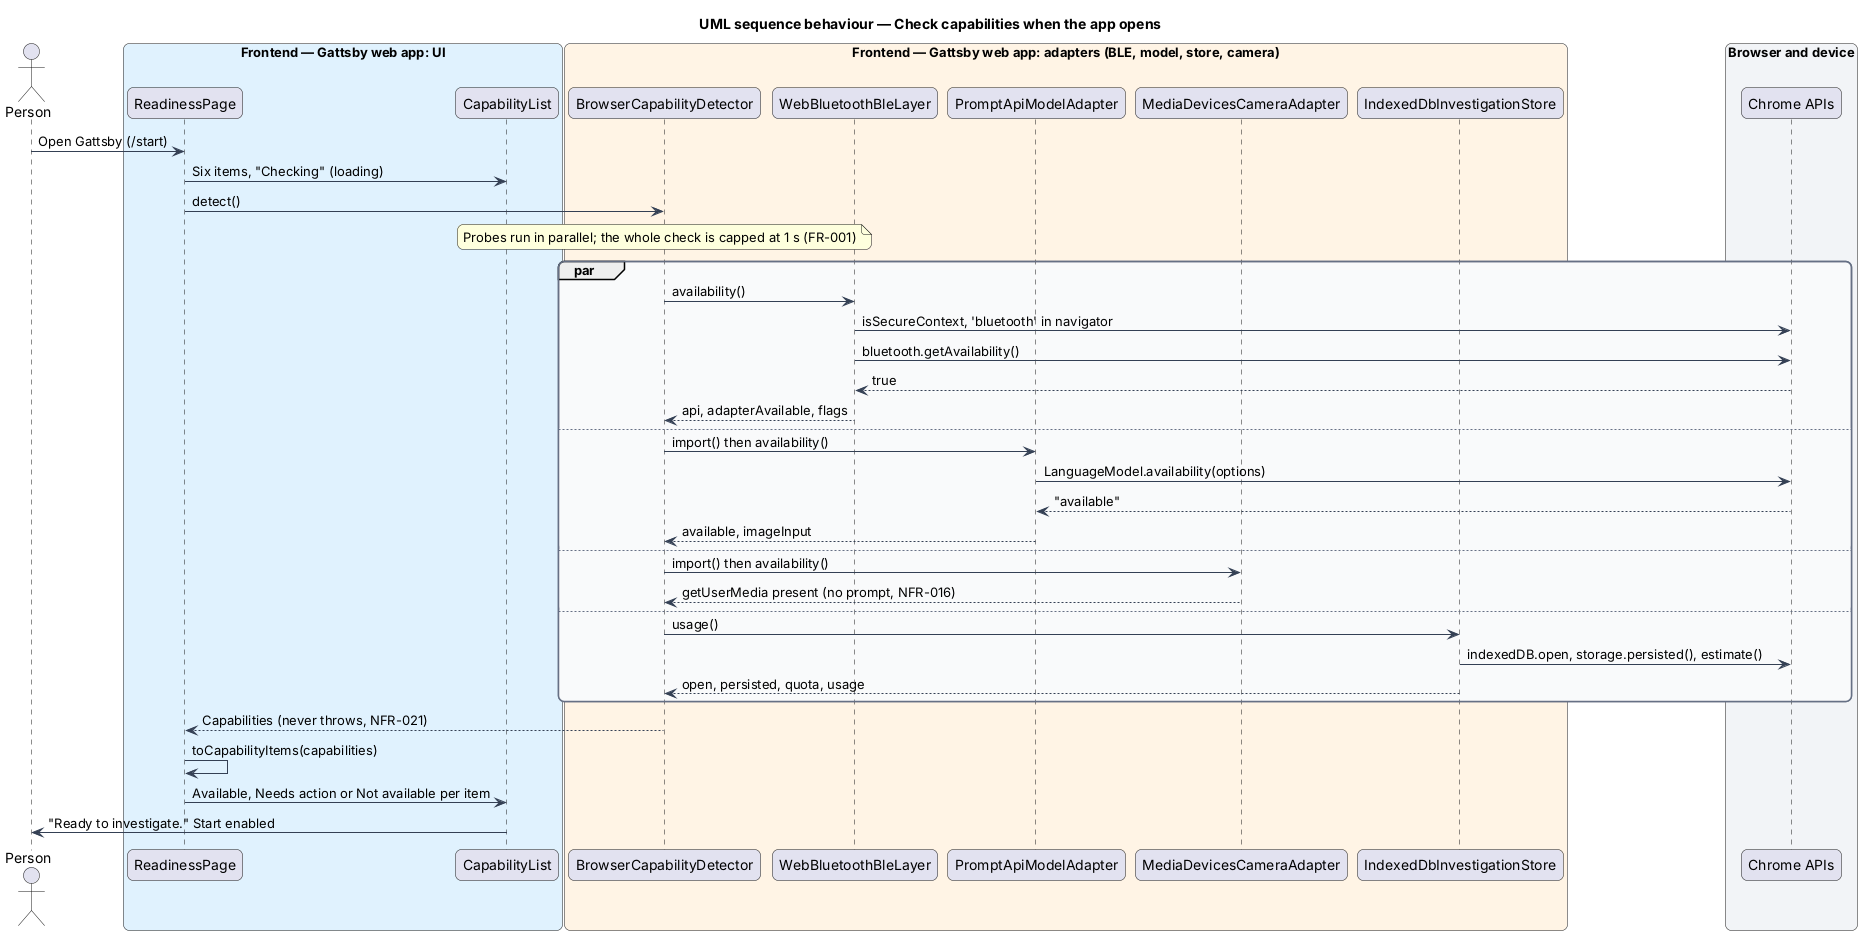 UML sequence behaviour — Check capabilities when the app opens
Frontend — Gattsby web app: UI
Frontend — Gattsby web app: adapters (BLE, model, store, camera)
Browser and device
Person
ReadinessPage
CapabilityList
BrowserCapabilityDetector
WebBluetoothBleLayer
PromptApiModelAdapter
MediaDevicesCameraAdapter
IndexedDbInvestigationStore
Chrome APIs
Open Gattsby (/start)
Six items, "Checking" (loading)
detect()
Probes run in parallel; the whole check is capped at 1 s (FR-001)
par
availability()
isSecureContext, 'bluetooth' in navigator
bluetooth.getAvailability()
true
api, adapterAvailable, flags
import() then availability()
LanguageModel.availability(options)
"available"
available, imageInput
import() then availability()
getUserMedia present (no prompt, NFR-016)
usage()
indexedDB.open, storage.persisted(), estimate()
open, persisted, quota, usage
Capabilities (never throws, NFR-021)
toCapabilityItems(capabilities)
Available, Needs action or Not available per item
"Ready to investigate." Start enabled
Person
ReadinessPage
CapabilityList
BrowserCapabilityDetector
WebBluetoothBleLayer
PromptApiModelAdapter
MediaDevicesCameraAdapter
IndexedDbInvestigationStore
Chrome APIs